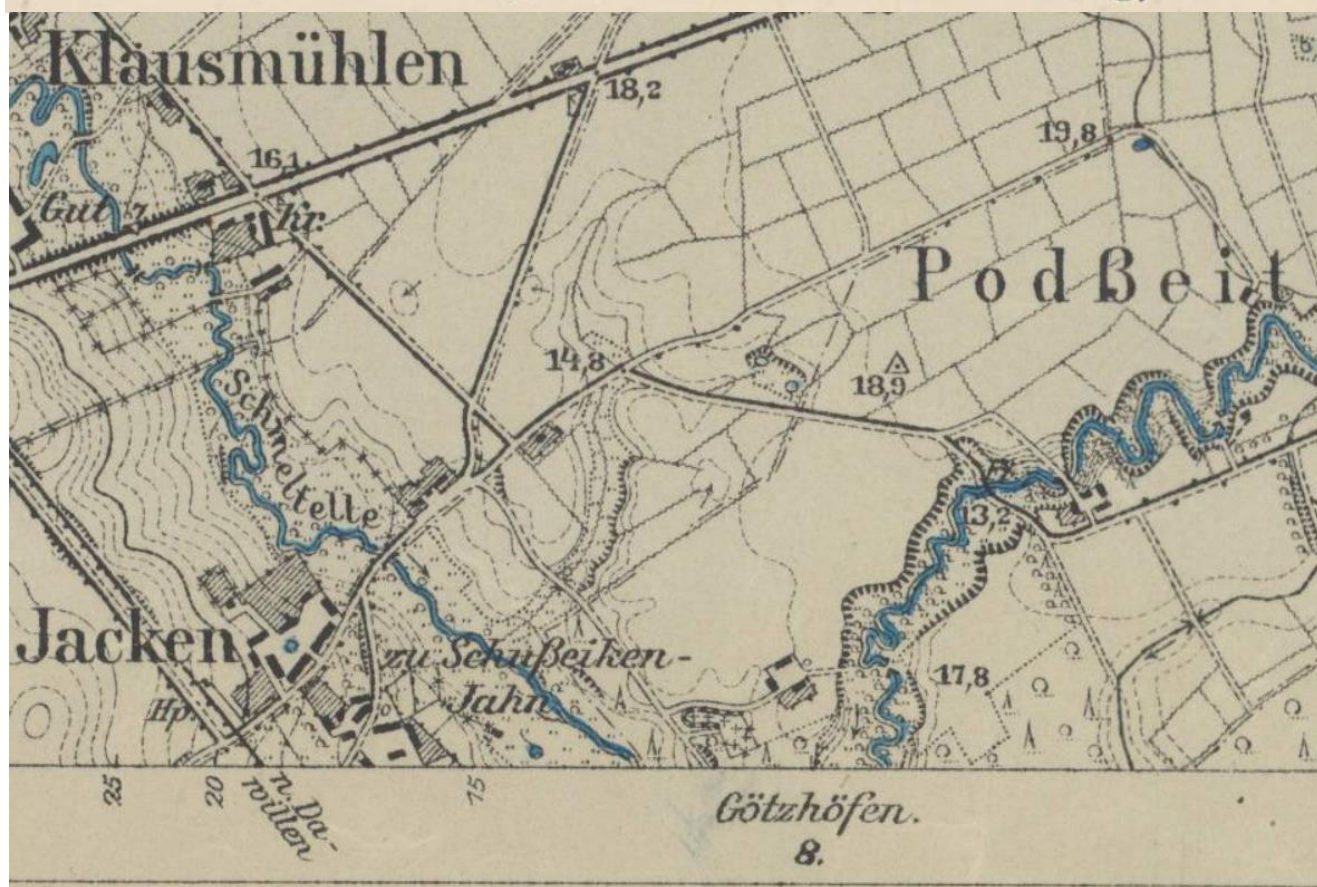 Klausmühlen
18,2
19,8
16,1
Gut
Kr.
Podßeit
14,8
18,9
Schmeltelle
13,2
Jacken
zu Schußeiken-
Jahn
17,8
Hp.
25
20
n. Da-
willen
15
Götzhöfen.
8.